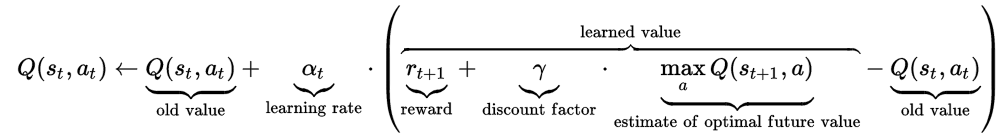 learned value
Q(s_t, a_t) ← Q(s_t, a_t) + α_t · ( r_{t+1} + γ · max_a Q(s_{t+1}, a) − Q(s_t, a_t) )
old value learning rate reward discount factor estimate of optimal future value old value